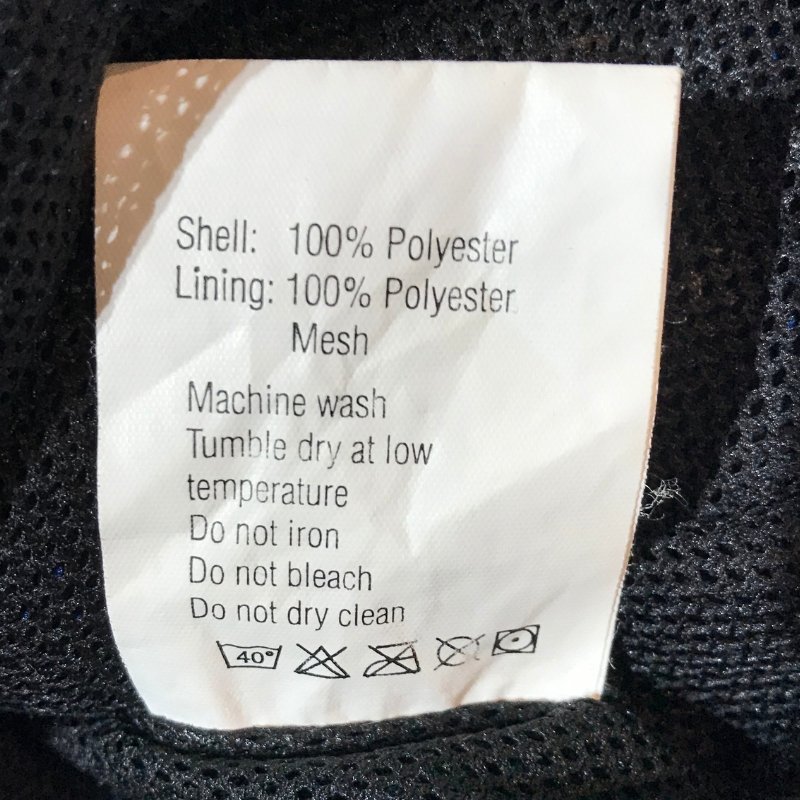 Shell: 100% Polyester
Lining: 100% Polyester
Mesh
Machine wash
Tumble dry at low
temperature
Do not iron
Do not bleach
Do not dry clean
40°